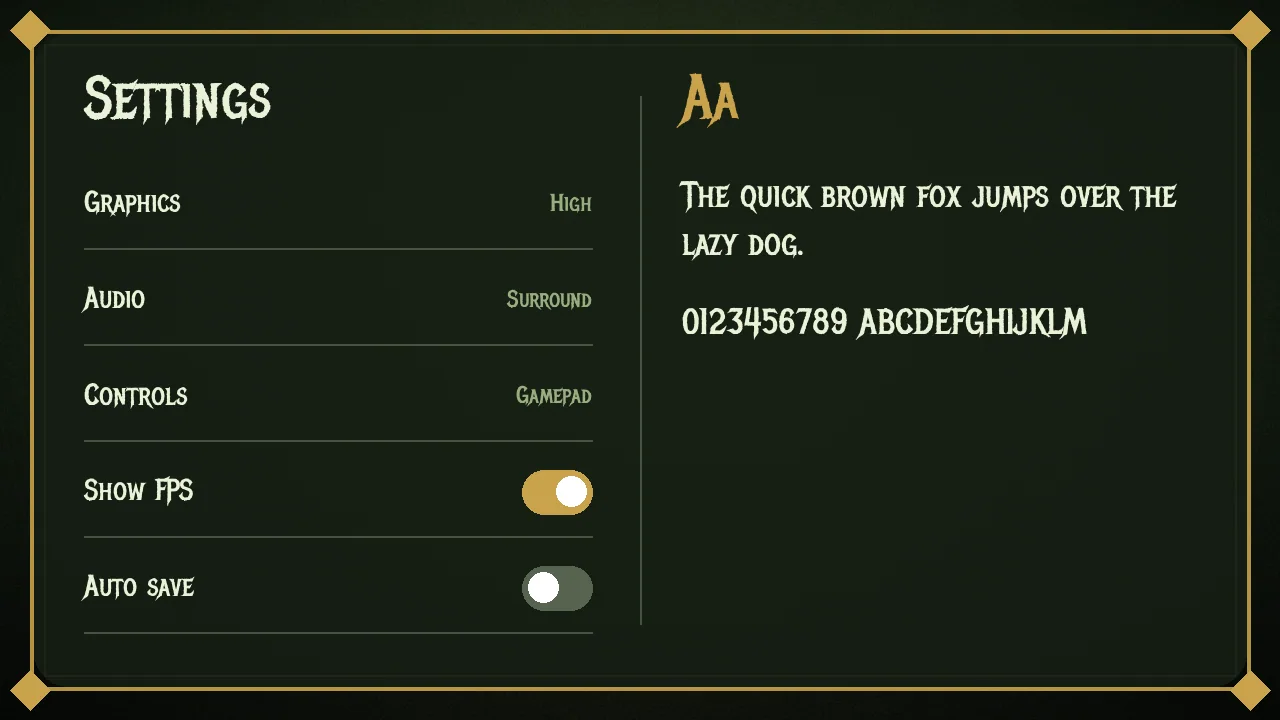 Settings
Graphics High
Audio Surround
Controls Gamepad
Show FPS
Auto save
Aa
The quick brown fox jumps over the
lazy dog.
0123456789 ABCDEFGHIJKLM